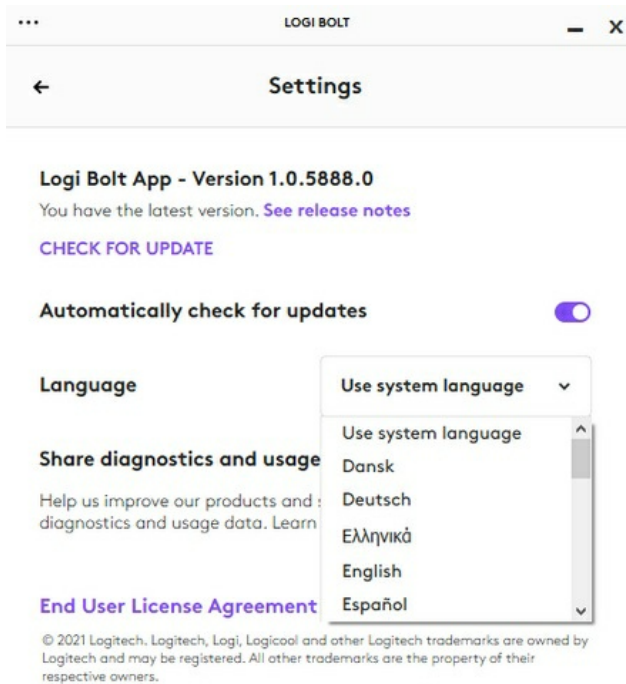 LOGI BOLT
Settings
Logi Bolt App - Version 1.0.5888.0
You have the latest version. See release notes
CHECK FOR UPDATE
Automatically check for updates
Language
Use system language
Use system language
Dansk
Deutsch
Ελληνικά
English
Español
Share diagnostics and usage
Help us improve our products and
diagnostics and usage data. Learn
End User License Agreement
© 2021 Logitech. Logitech, Logi, Logicool and other Logitech trademarks are owned by
Logitech and may be registered. All other trademarks are the property of their
respective owners.